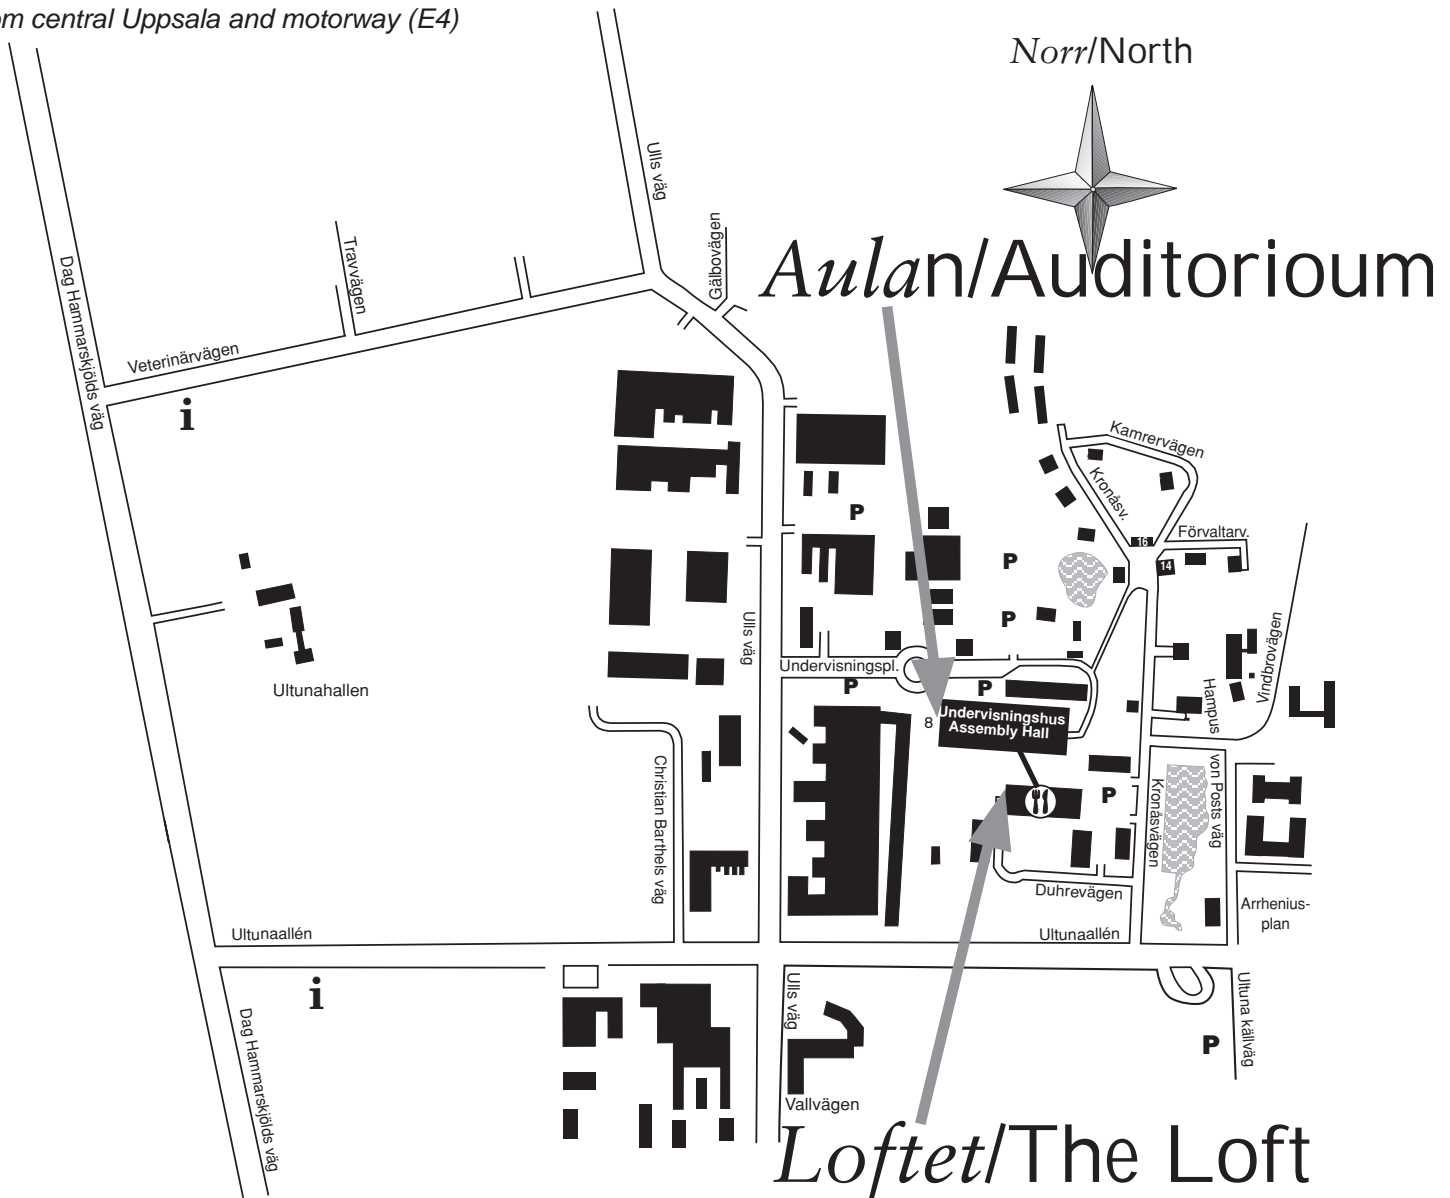 om central Uppsala and motorway (E4)
Norr/North
Ulls väg
Gälbovägen
Travvägen
Aulan/Auditorioum
Dag Hammarskjölds väg
Veterinärvägen
i
Kamrervägen
Kronåsv.
P
16
Förvaltarv.
14
P
P
Ulls väg
Undervisningspl.
P
P
Ultunahallen
Hampus
von Posts väg
Vindbrovägen
8
Undervisningshus
Assembly Hall
Christian Barthels väg
P
Kronåsvägen
Duhrevägen
Arrhenius-
plan
Ultunaallén
Ultunaallén
i
Ulls väg
Ultuna källväg
P
Dag Hammarskjölds väg
Vallvägen
Loftet/The Loft